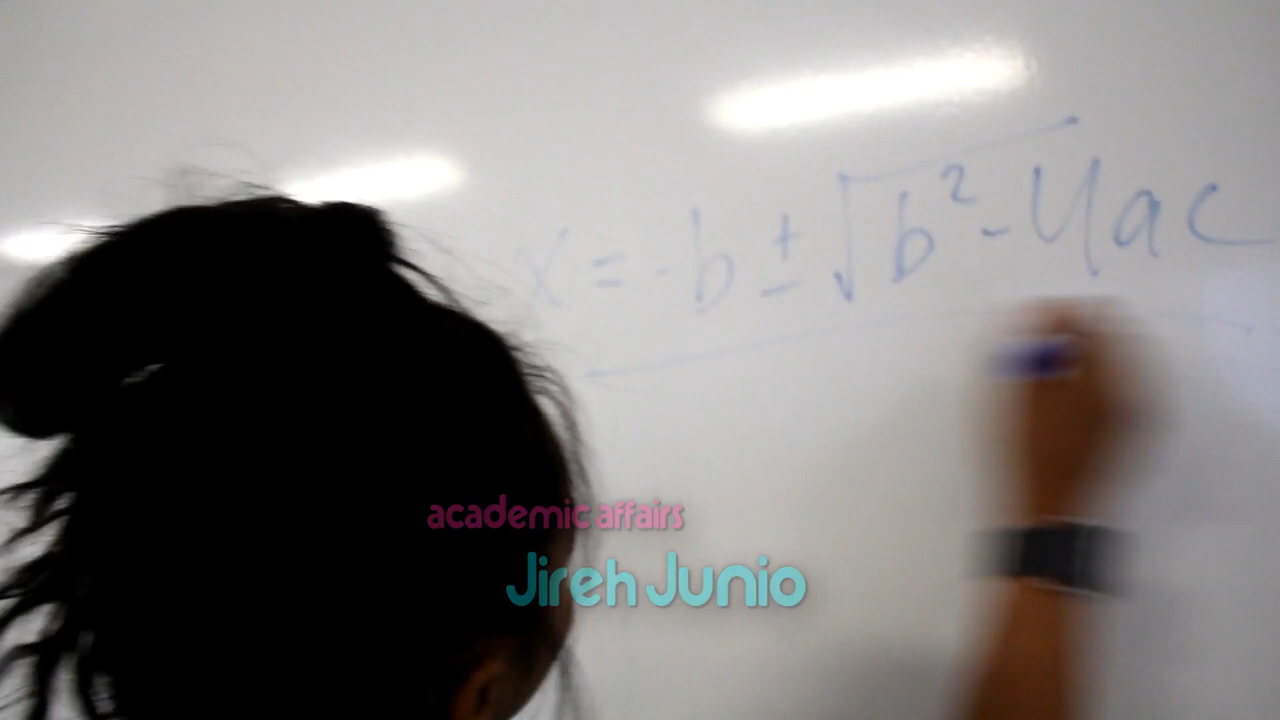 x = -b ± √b² - 4ac
academic affairs
Jireh Junio